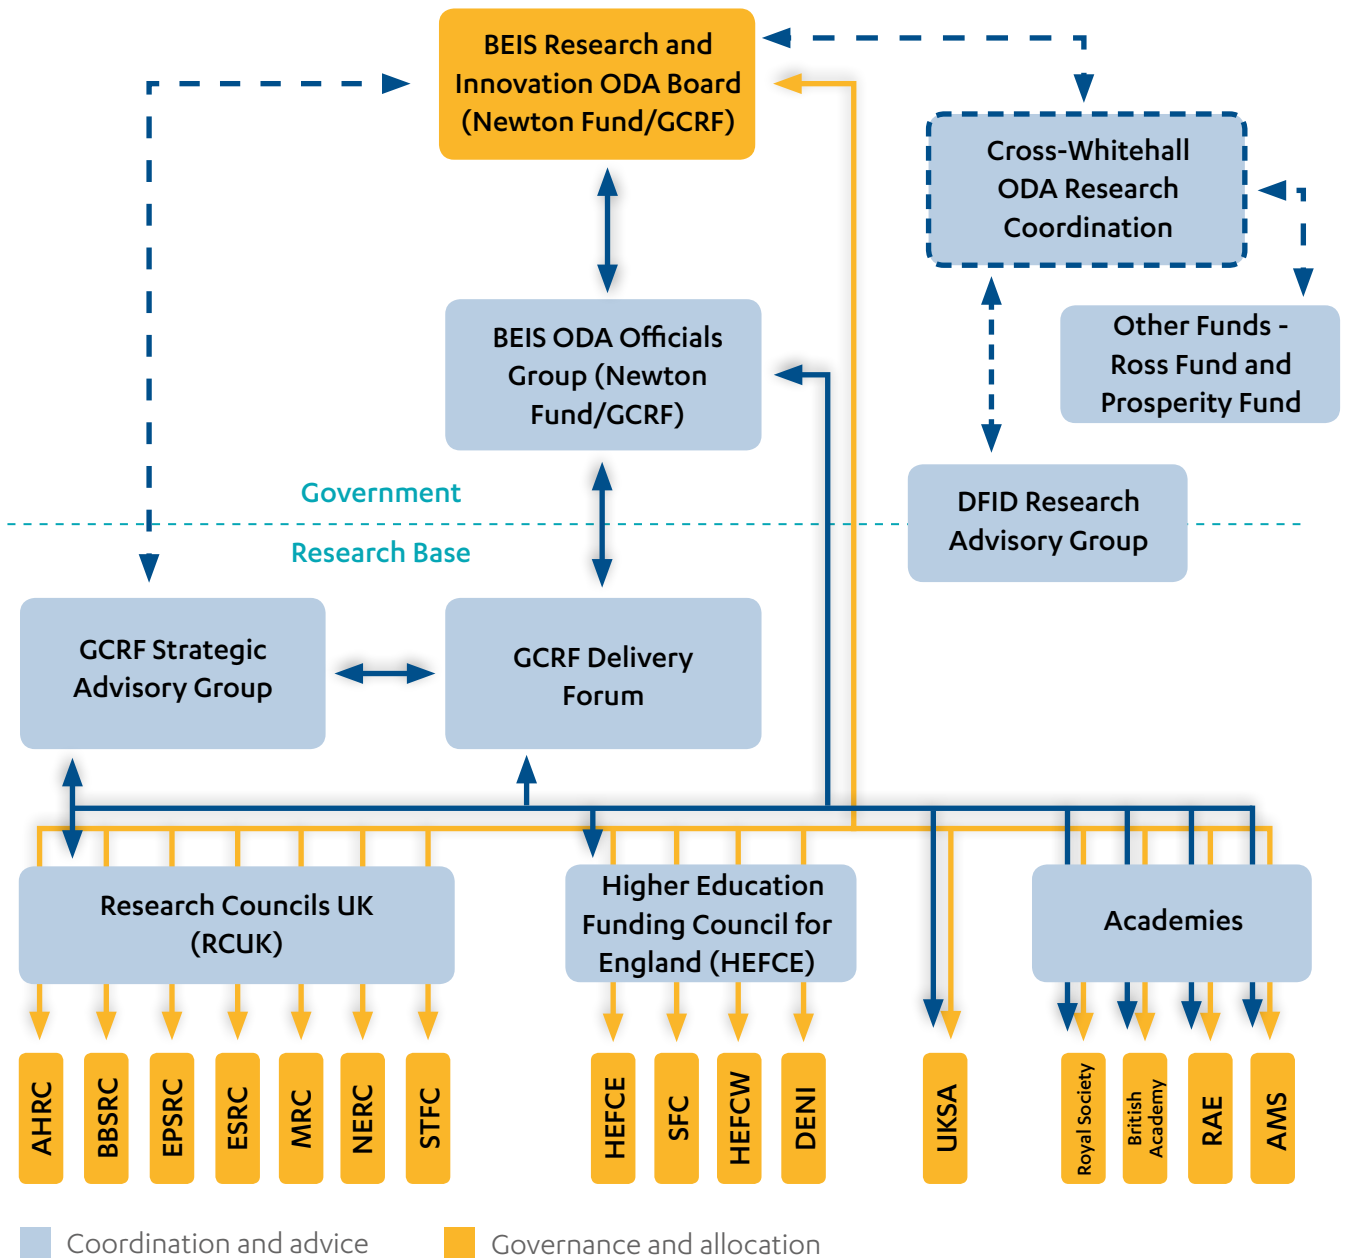 BEIS Research and
Innovation ODA Board
(Newton Fund/GCRF)
Cross-Whitehall
ODA Research
Coordination
BEIS ODA Officials
Group (Newton
Fund/GCRF)
Other Funds -
Ross Fund and
Prosperity Fund
Government
DFID Research
Advisory Group
Research Base
GCRF Strategic
Advisory Group
GCRF Delivery
Forum
Research Councils UK
(RCUK)
Higher Education
Funding Council for
England (HEFCE)
Academies
AHRC
BBSRC
EPSRC
ESRC
MRC
NERC
STFC
HEFCE
SFC
HEFCW
DENI
UKSA
Royal Society
British
Academy
RAE
AMS
Coordination and advice
Governance and allocation